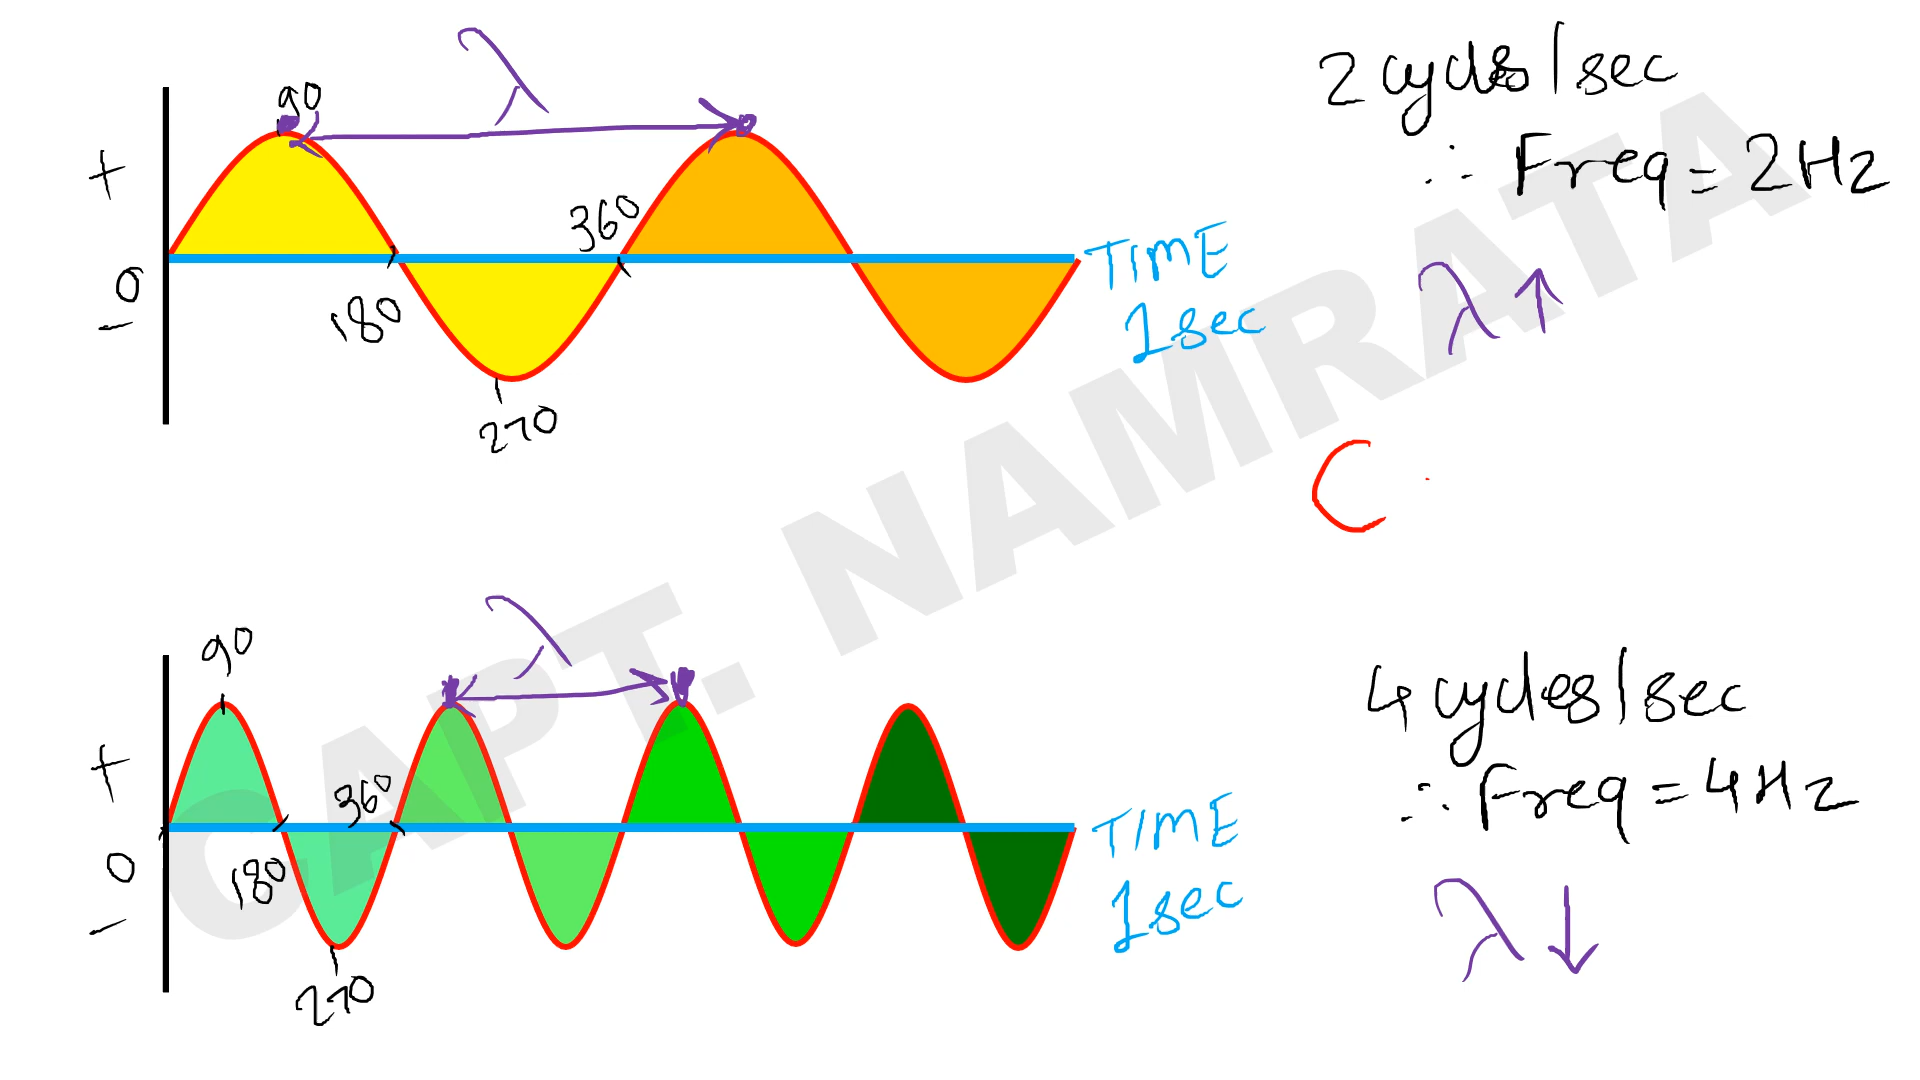 λ
2 cycles/sec
90
+
∴ Freq = 2Hz
360
TIME
0
180
1sec
λ ↑
-
270
C
CAPT. NAMRATA
λ
90
4 cycles/sec
+
360
∴ Freq = 4Hz
TIME
0
180
1sec
λ ↓
-
270